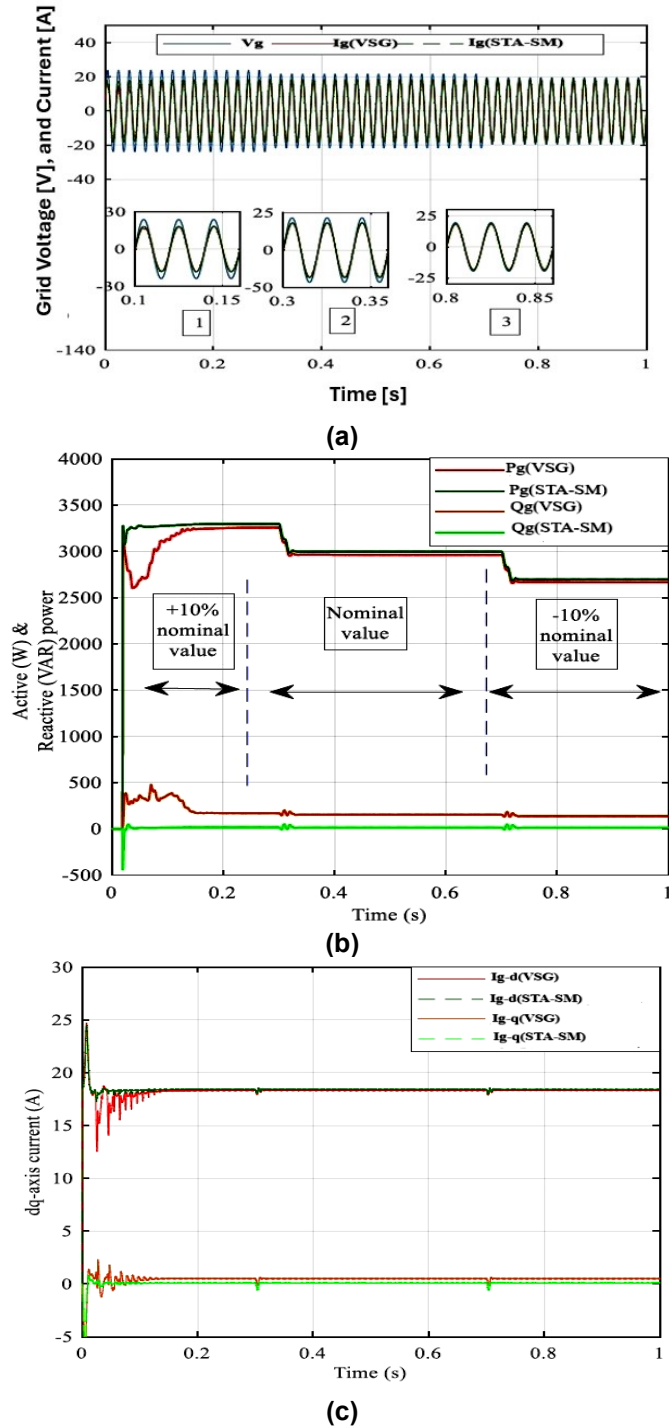 Grid Voltage [V], and Current [A]
Vg Ig(VSG) Ig(STA-SM)
40
20
0
-20
-80
-140
30
0
-30
0.1 0.15
1
25
0
-50
0.3 0.35
2
25
0
-25
0.8 0.85
3
0 0.2 0.4 0.6 0.8 1
Time [s]
(a)
Active (W) &
Reactive (VAR) power
4000
3500
3000
2500
2000
1500
1000
500
0
-500
Pg(VSG)
Pg(STA-SM)
Qg(VSG)
Qg(STA-SM)
+10%
nominal
value
Nominal
value
-10%
nominal
value
0 0.2 0.4 0.6 0.8 1
Time (s)
(b)
dq-axis current (A)
30
25
20
15
10
5
0
-5
Ig-d(VSG)
Ig-d(STA-SM)
Ig-q(VSG)
Ig-q(STA-SM)
0 0.2 0.4 0.6 0.8 1
Time (s)
(c)